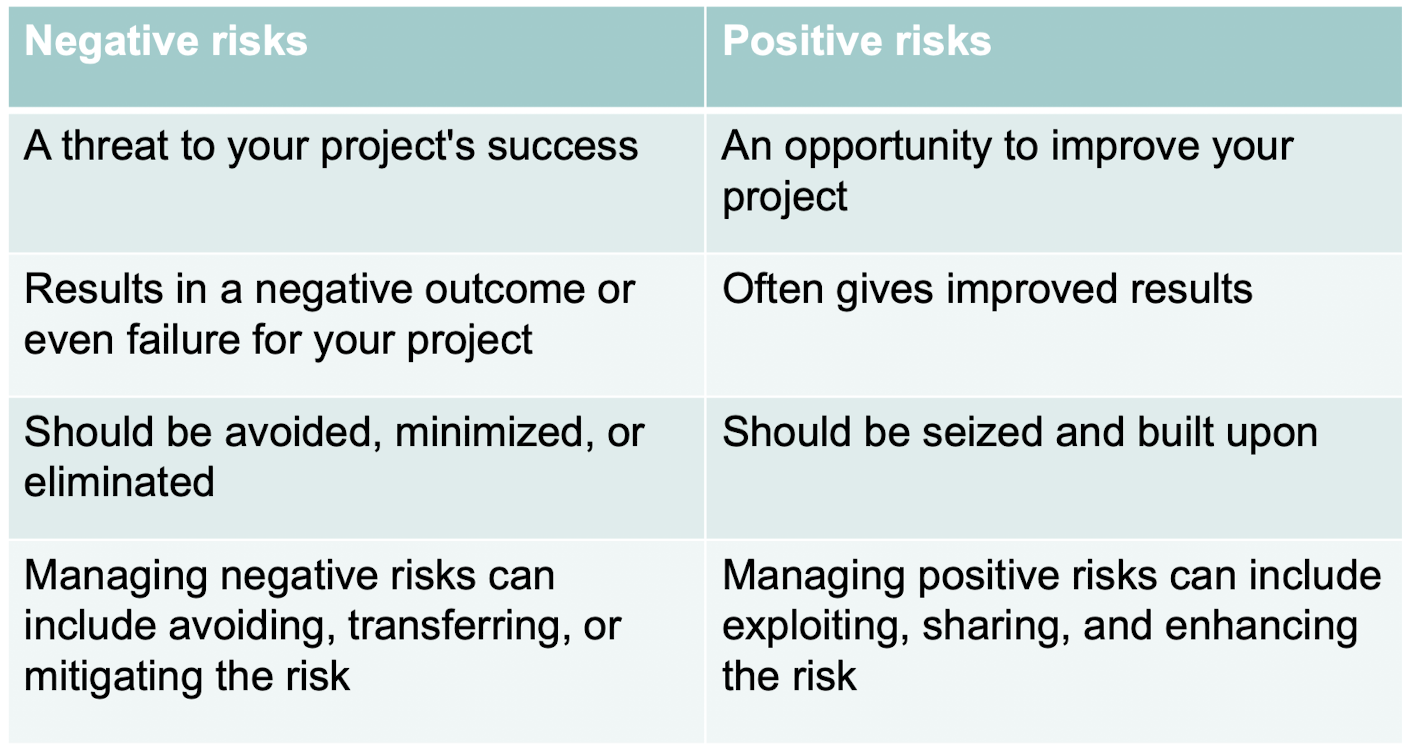 Negative risks
Positive risks
A threat to your project's success
An opportunity to improve your
project
Results in a negative outcome or
even failure for your project
Often gives improved results
Should be avoided, minimized, or
eliminated
Should be seized and built upon
Managing negative risks can
include avoiding, transferring, or
mitigating the risk
Managing positive risks can include
exploiting, sharing, and enhancing
the risk